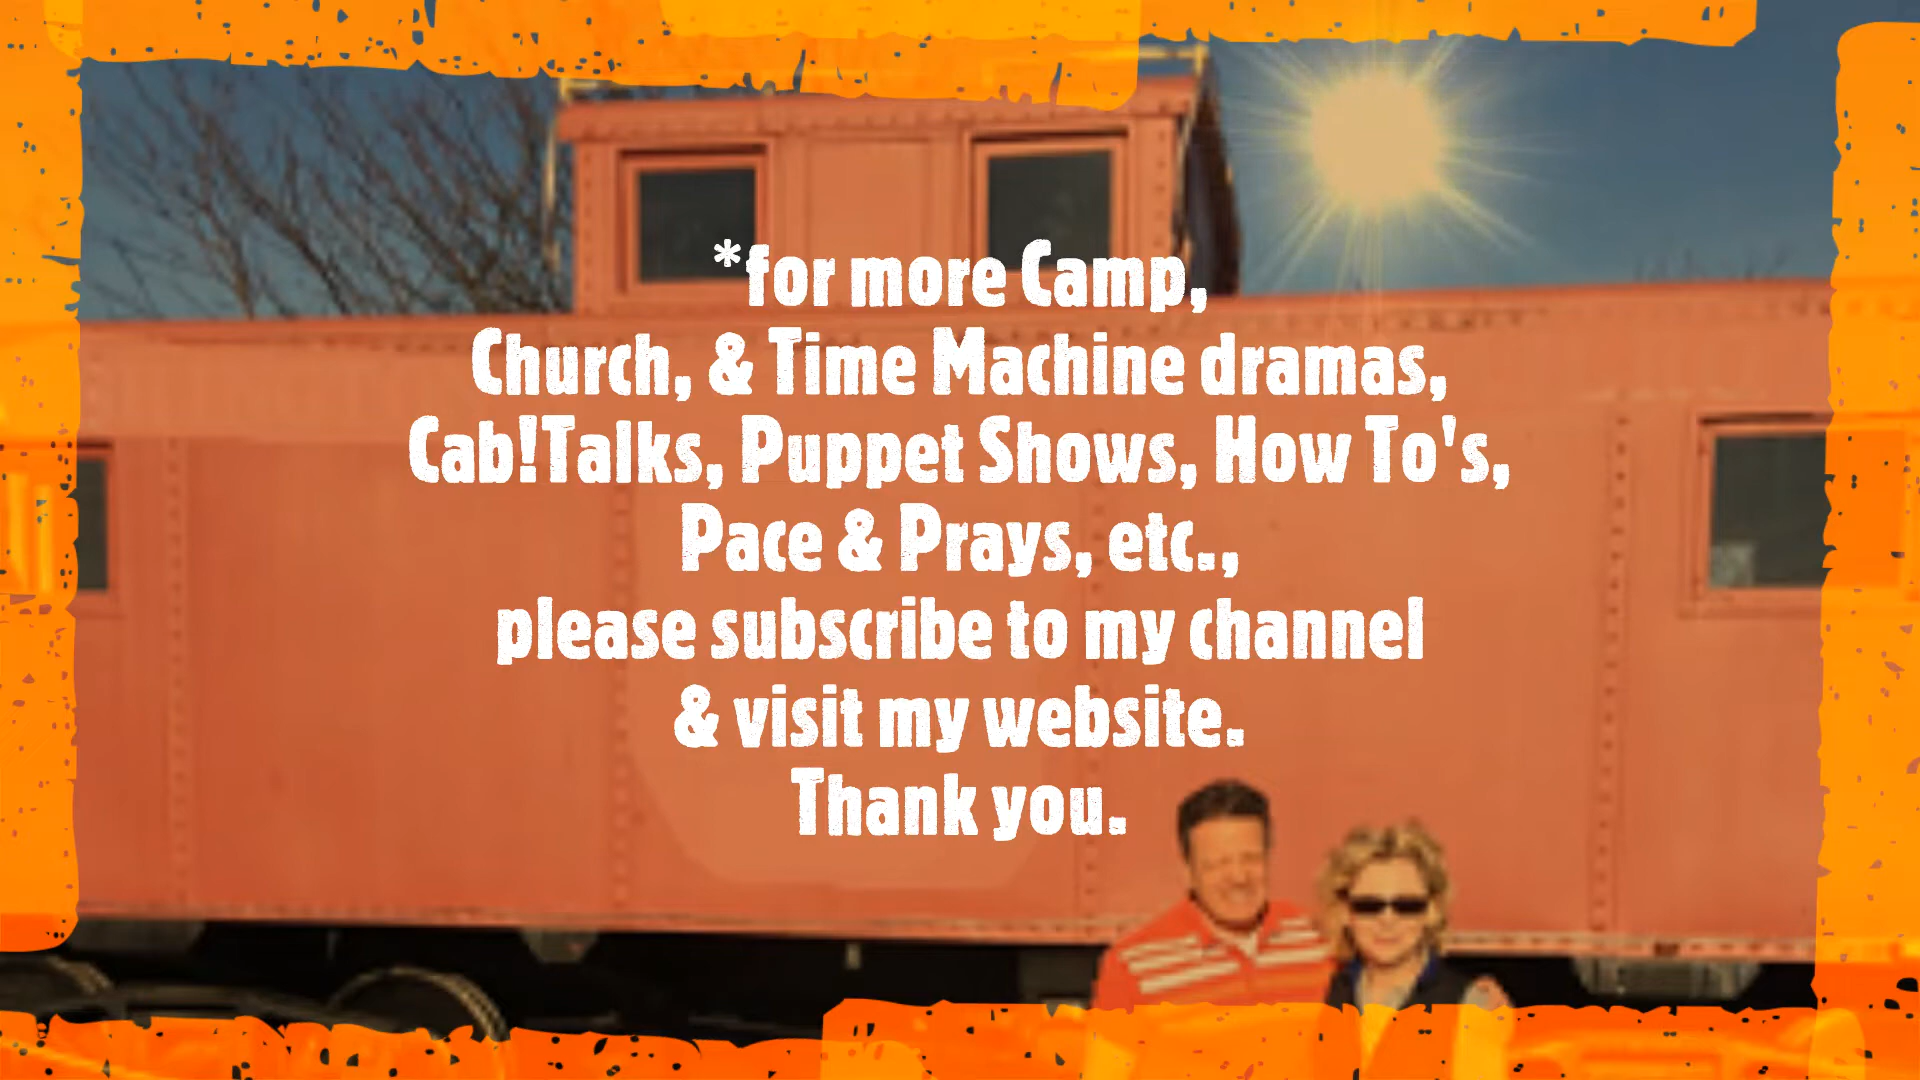 *for more Camp,
Church, & Time Machine dramas,
Cab!Talks, Puppet Shows, How To's,
Pace & Prays, etc.,
please subscribe to my channel
& visit my website.
Thank you.